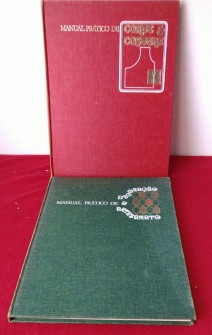 MANUAL PRÁTICO DE
CORTE &
COSTURA
MANUAL PRÁTICO DE
DECORAÇÃO
& ARTESANATO